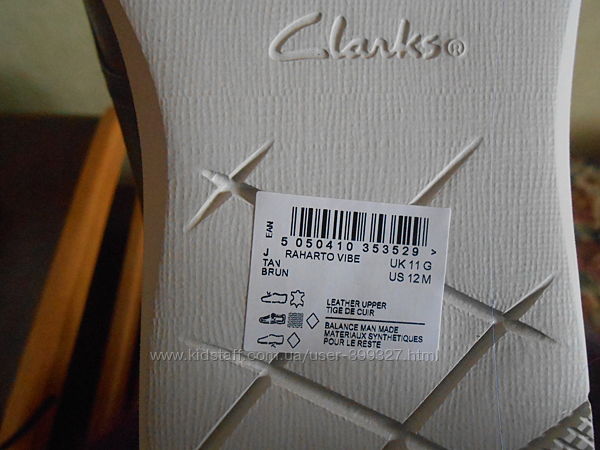 Clarks®
EAN
5 050410 353529 >
J RAHARTO VIBE UK 11 G
TAN US 12 M
BRUN
LEATHER UPPER
TIGE DE CUIR
BALANCE MAN MADE
MATERIAUX SYNTHETIQUES
POUR LE RESTE
www.kidstaff.com.ua/user-399327.html